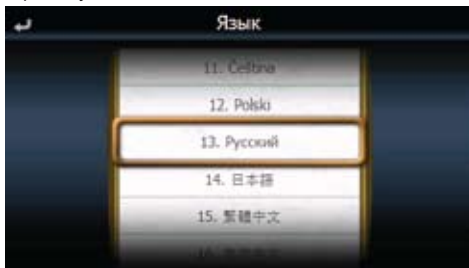 Язык
11. Čeština
12. Polski
13. Русский
14. 日本語
15. 繁體中文